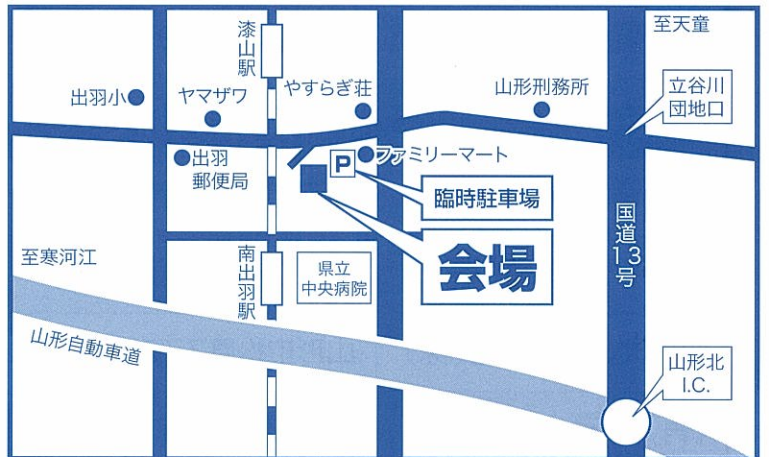 至天童
漆山駅
出羽小
ヤマザワ
やすらぎ荘
山形刑務所
立谷川
団地口
出羽
郵便局
P
ファミリーマート
臨時駐車場
会場
国道13号
至寒河江
南出羽駅
県立
中央病院
山形自動車道
山形北
I.C.